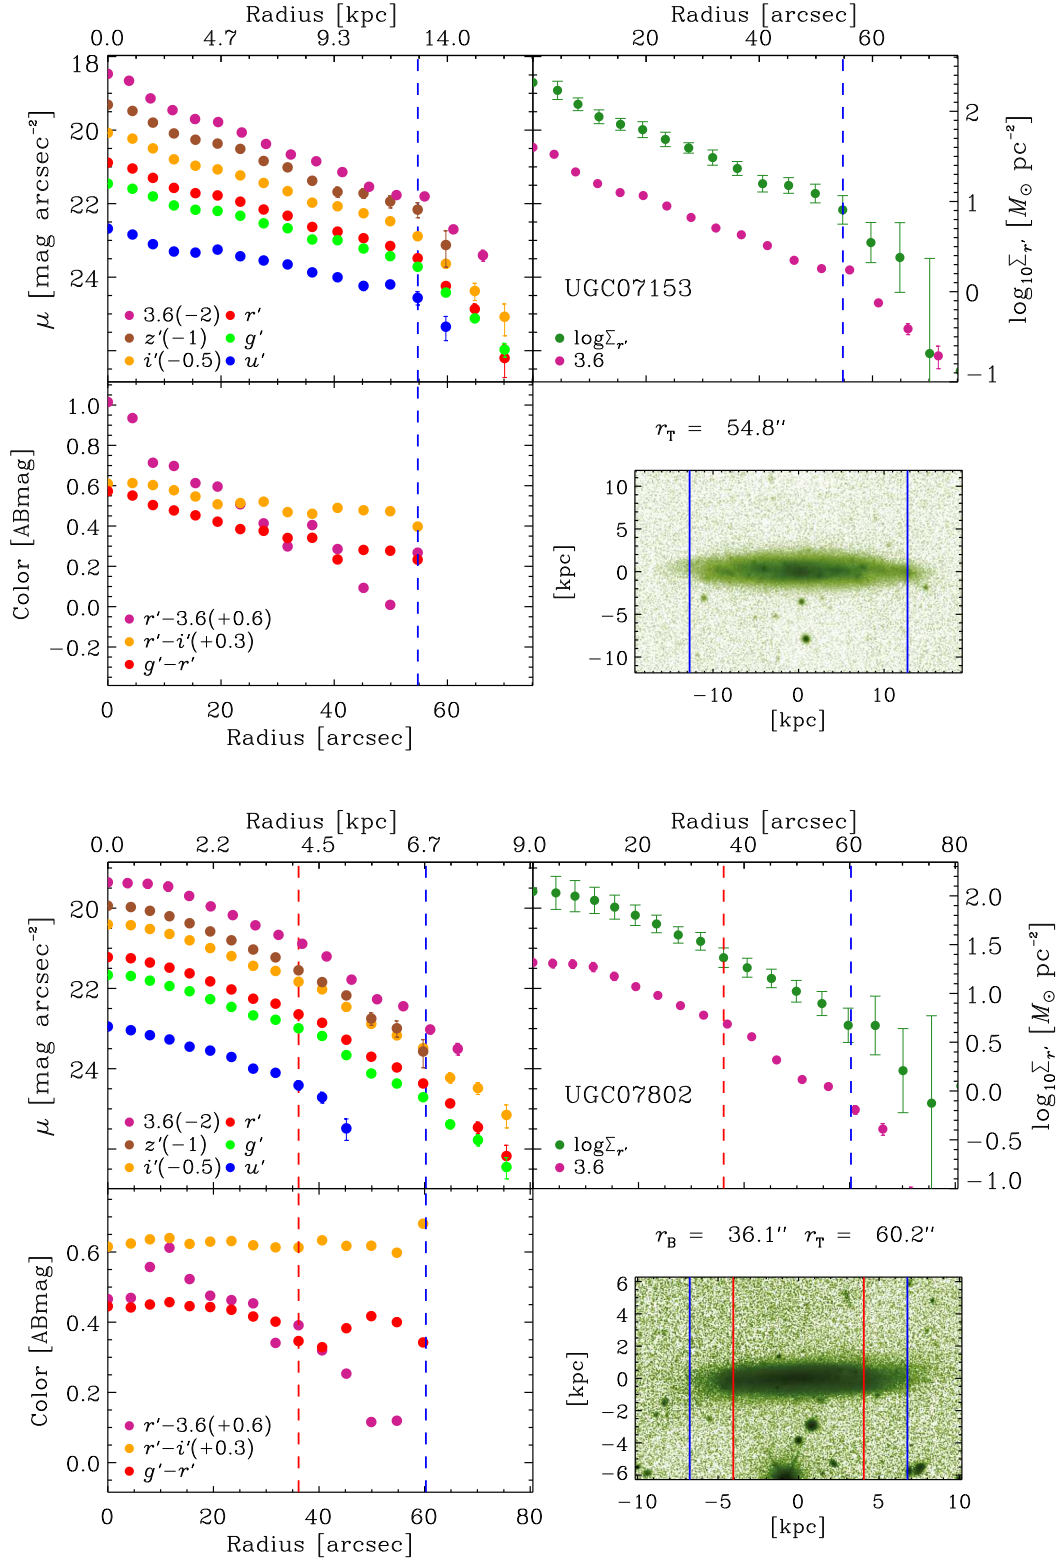 Radius [kpc]
0.0 4.7 9.3 14.0
Radius [arcsec]
20 40 60
18
20
22
24
μ [mag arcsec⁻²]
3.6(−2) r′
z′(−1) g′
i′(−0.5) u′
UGC07153
log Σr′
3.6
2
1
0
−1
log₁₀Σr′ [M⊙ pc⁻²]
1.0
0.8
0.6
0.4
0.2
0.0
−0.2
Color [ABmag]
r′−3.6(+0.6)
r′−i′(+0.3)
g′−r′
0 20 40 60
Radius [arcsec]
rT = 54.8″
10
5
0
−5
−10
[kpc]
−10 0 10
[kpc]
Radius [kpc]
0.0 2.2 4.5 6.7 9.0
Radius [arcsec]
0 20 40 60 80
20
22
24
μ [mag arcsec⁻²]
3.6(−2) r′
z′(−1) g′
i′(−0.5) u′
UGC07802
log Σr′
3.6
2.0
1.5
1.0
0.5
0.0
−0.5
−1.0
log₁₀Σr′ [M⊙ pc⁻²]
0.6
0.4
0.2
0.0
Color [ABmag]
r′−3.6(+0.6)
r′−i′(+0.3)
g′−r′
0 20 40 60 80
Radius [arcsec]
rB = 36.1″ rT = 60.2″
6
4
2
0
−2
−4
−6
[kpc]
−10 −5 0 5 10
[kpc]